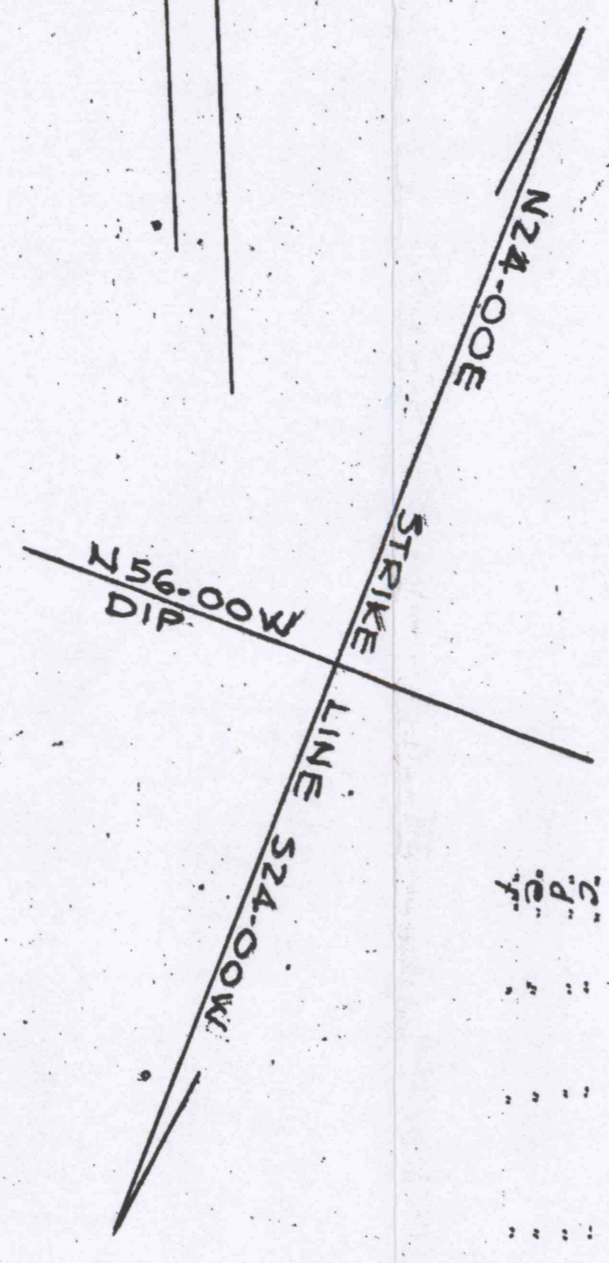 N24-00E
STRIKE LINE
S24-00W
N56-00W
DIP
"c" " " "
"d" " " "
"e" " " "
"f" " " "